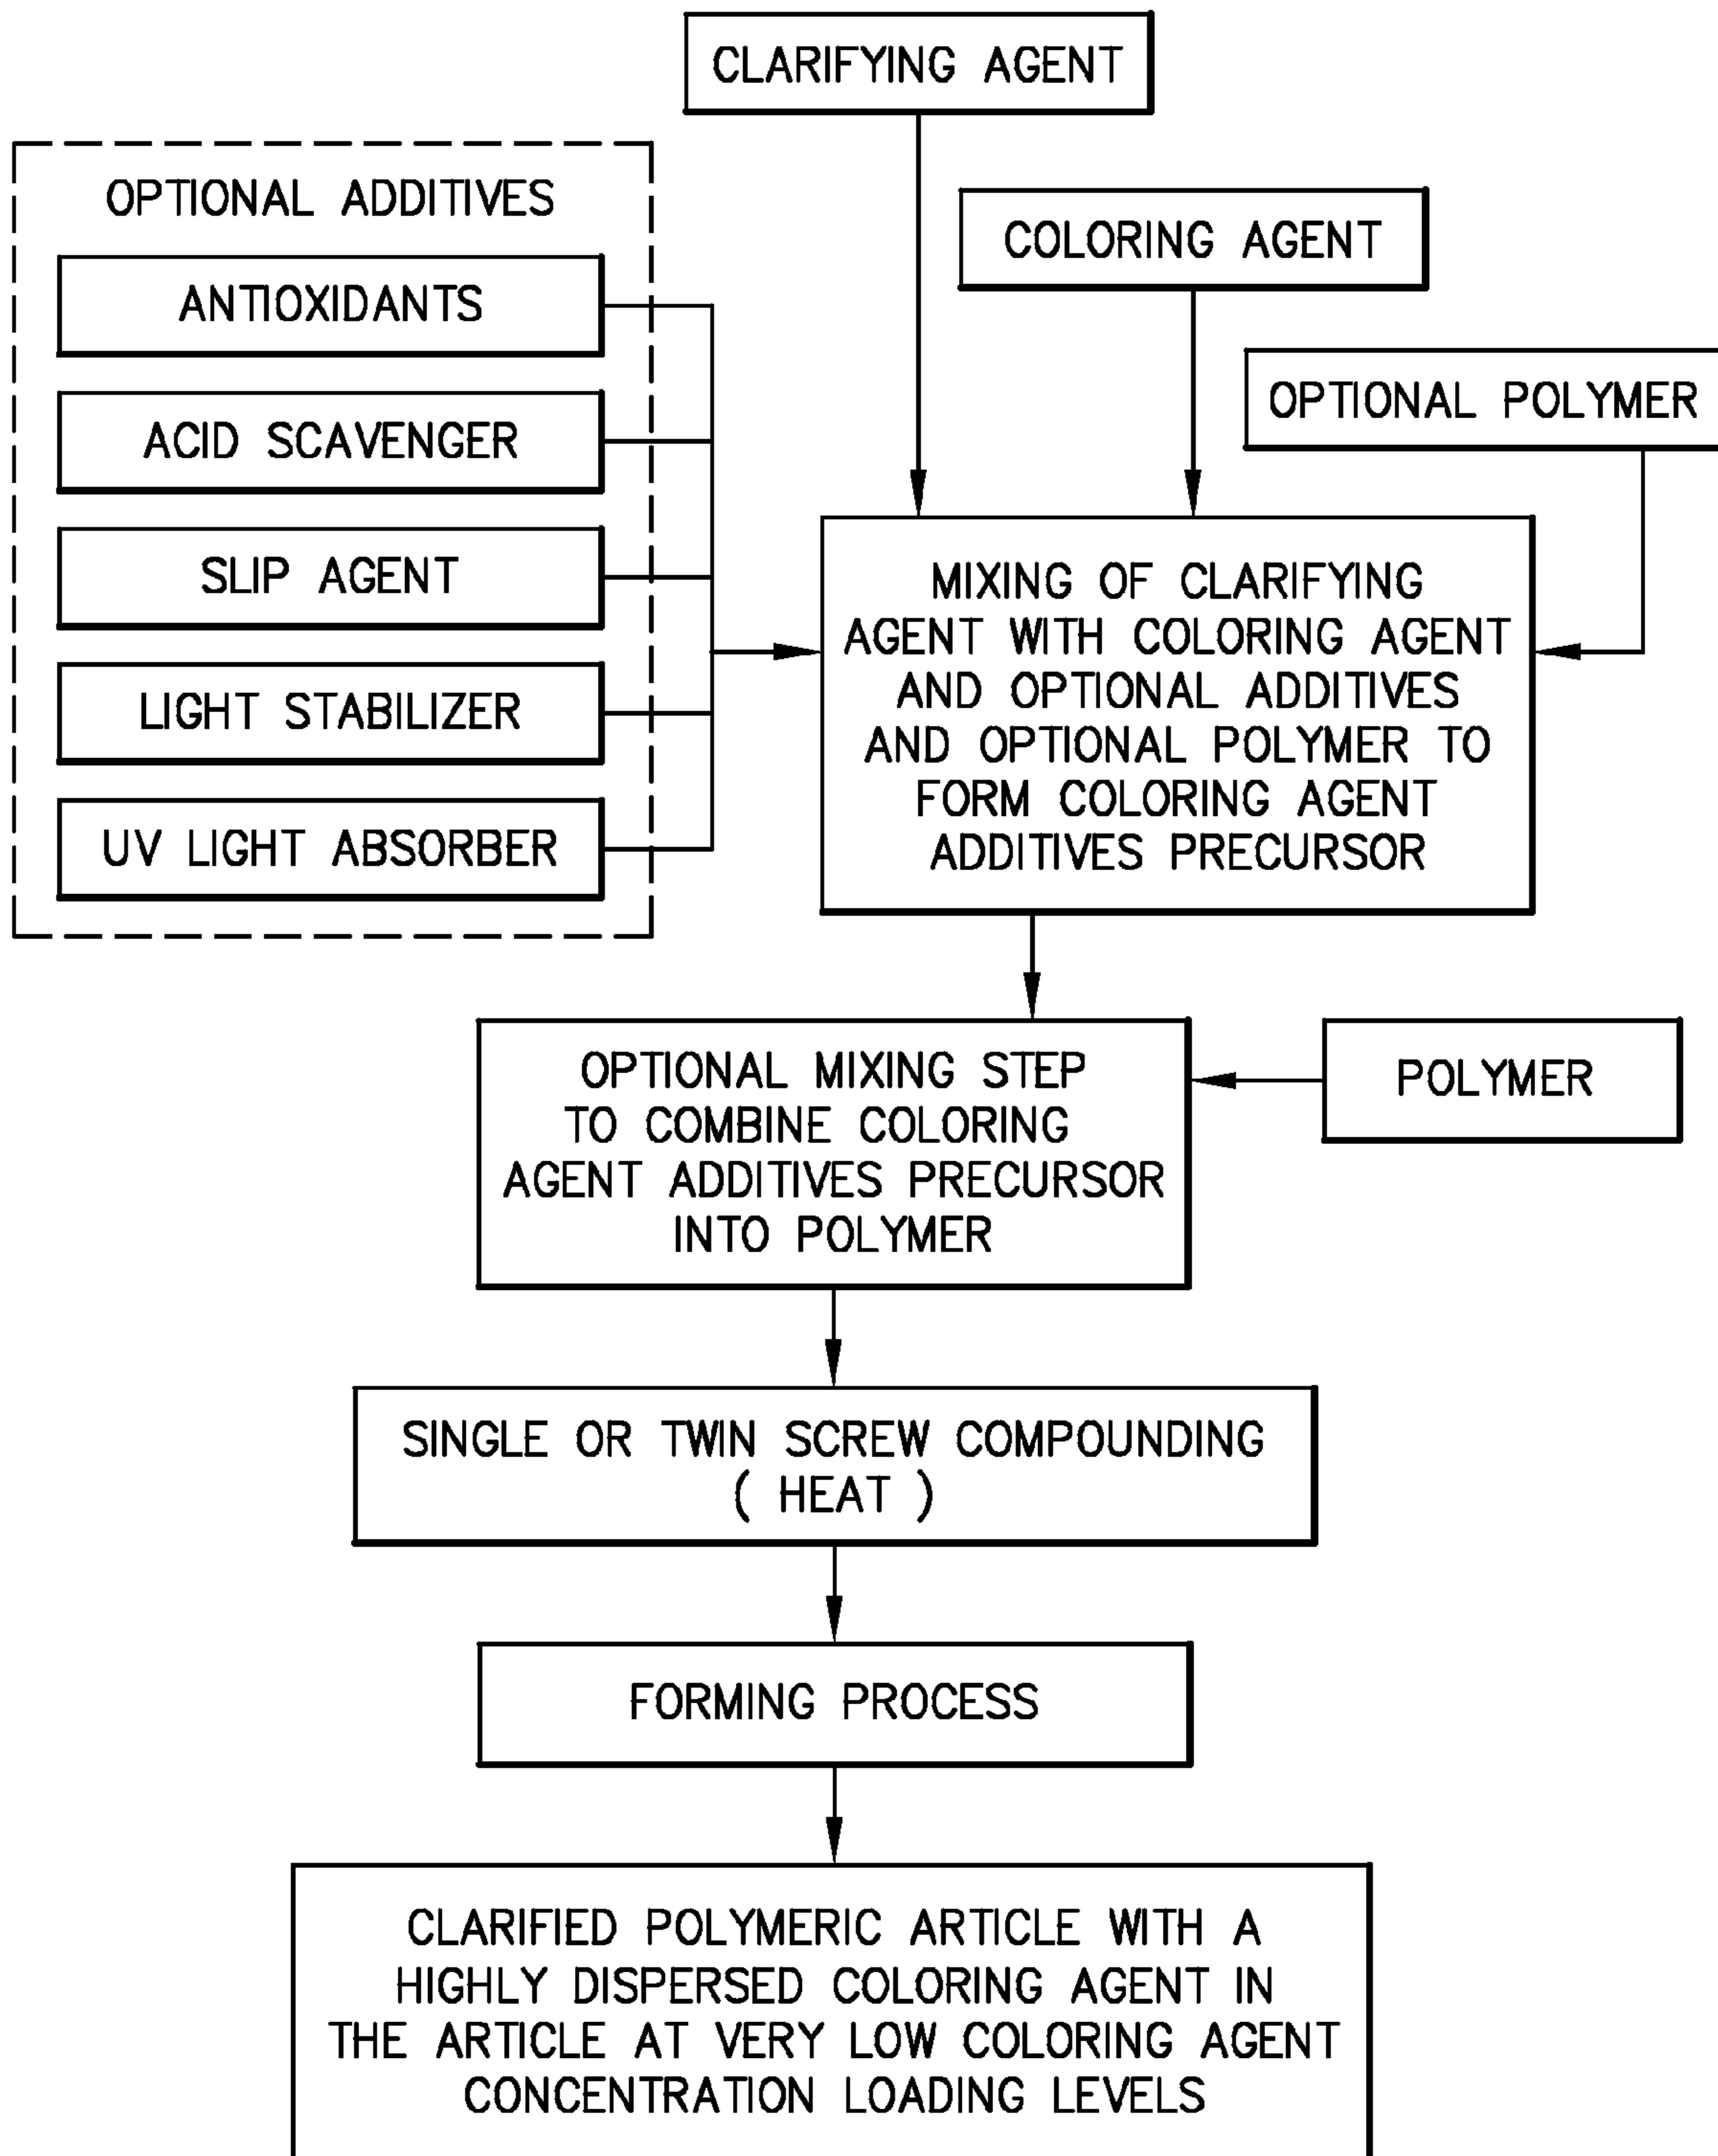 CLARIFYING AGENT
COLORING AGENT
OPTIONAL POLYMER
OPTIONAL ADDITIVES
ANTIOXIDANTS
ACID SCAVENGER
SLIP AGENT
LIGHT STABILIZER
UV LIGHT ABSORBER
MIXING OF CLARIFYING
AGENT WITH COLORING AGENT
AND OPTIONAL ADDITIVES
AND OPTIONAL POLYMER TO
FORM COLORING AGENT
ADDITIVES PRECURSOR
OPTIONAL MIXING STEP
TO COMBINE COLORING
AGENT ADDITIVES PRECURSOR
INTO POLYMER
POLYMER
SINGLE OR TWIN SCREW COMPOUNDING
( HEAT )
FORMING PROCESS
CLARIFIED POLYMERIC ARTICLE WITH A
HIGHLY DISPERSED COLORING AGENT IN
THE ARTICLE AT VERY LOW COLORING AGENT
CONCENTRATION LOADING LEVELS